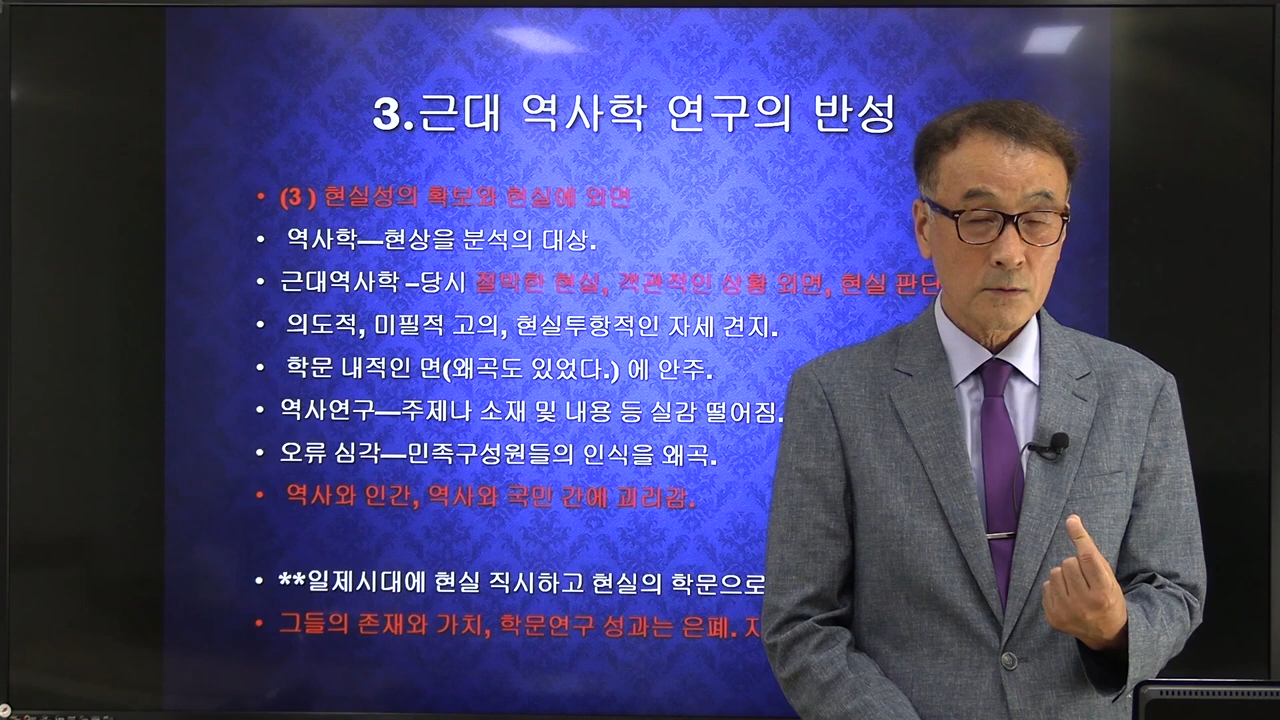 3.근대 역사학 연구의 반성
• (3 ) 현실성의 확보와 현실에 외면
• 역사학—현상을 분석의 대상.
• 근대역사학 –당시 절박한 현실, 객관적인 상황 외면, 현실 판단
• 의도적, 미필적 고의, 현실투항적인 자세 견지.
• 학문 내적인 면(왜곡도 있었다.) 에 안주.
• 역사연구—주제나 소재 및 내용 등 실감 떨어짐.
• 오류 심각—민족구성원들의 인식을 왜곡.
• 역사와 인간, 역사와 국민 간에 괴리감.
• **일제시대에 현실 직시하고 현실의 학문으로
• 그들의 존재와 가치, 학문연구 성과는 은폐.